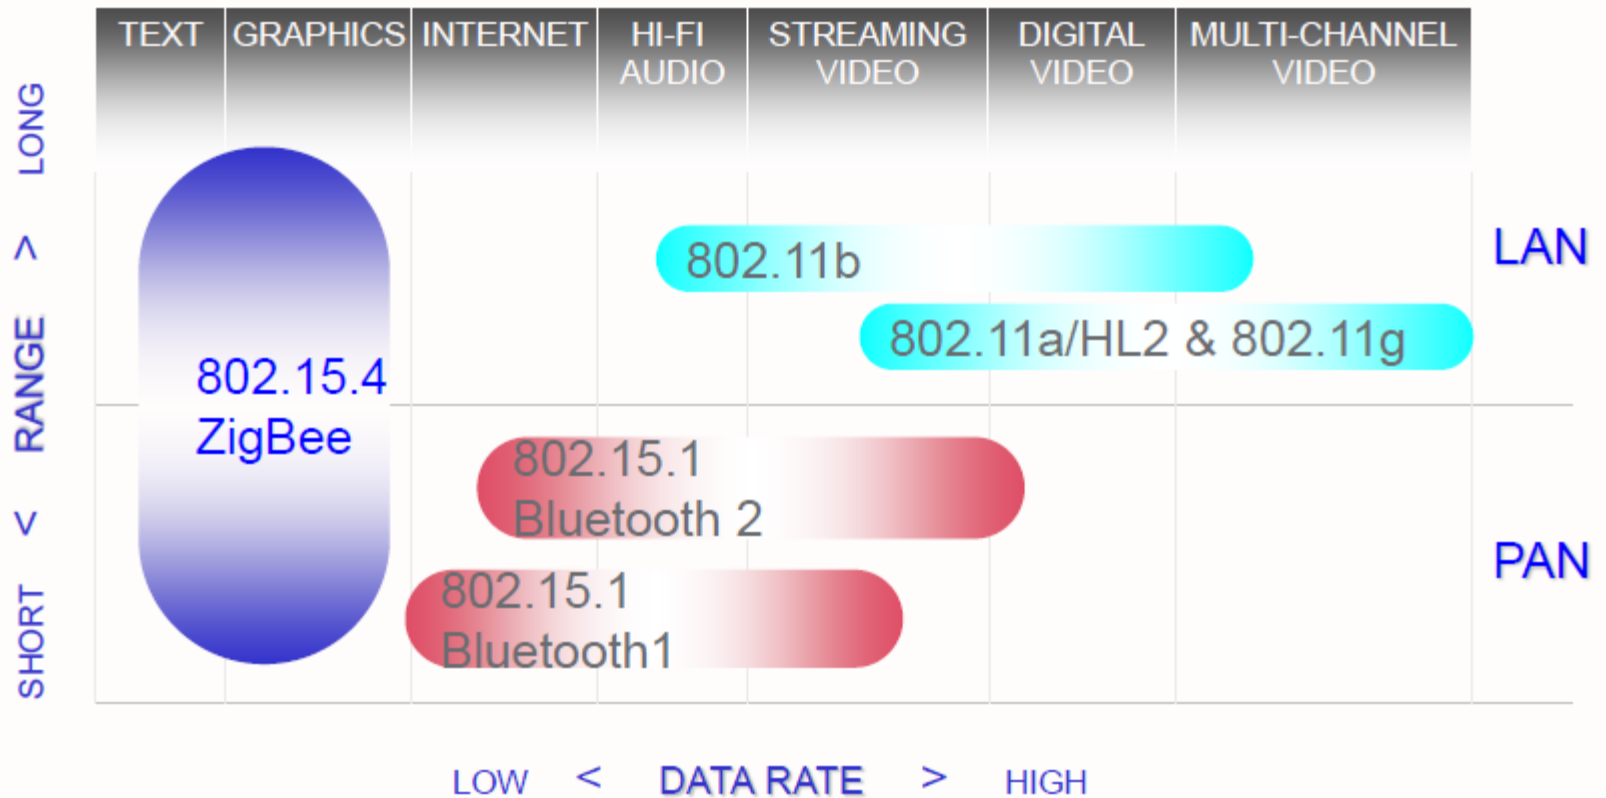 TEXT
GRAPHICS
INTERNET
HI-FI
AUDIO
STREAMING
VIDEO
DIGITAL
VIDEO
MULTI-CHANNEL
VIDEO
SHORT < RANGE > LONG
802.11b
LAN
802.11a/HL2 & 802.11g
802.15.4
ZigBee
802.15.1
Bluetooth 2
PAN
802.15.1
Bluetooth1
LOW < DATA RATE > HIGH